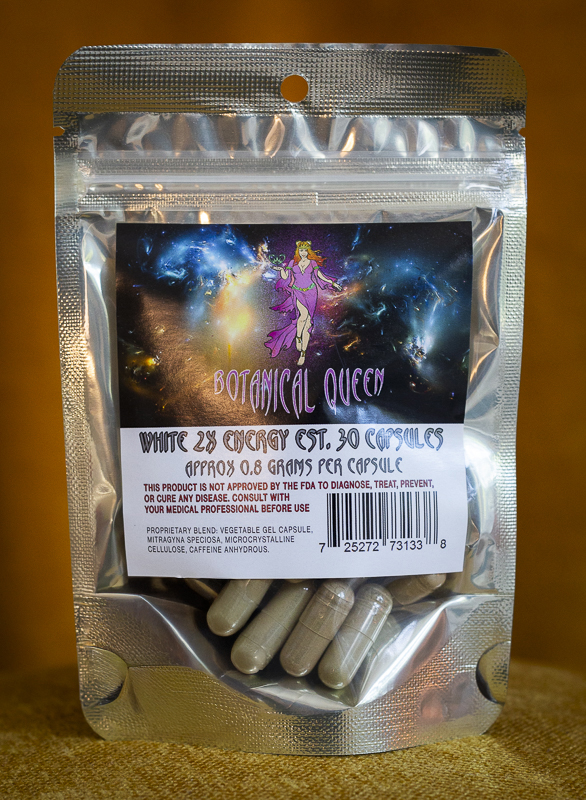 BOTANICAL QUEEN
WHITE 2X ENERGY EST. 30 CAPSULES
APPROX 0.8 GRAMS PER CAPSULE
THIS PRODUCT IS NOT APPROVED BY THE FDA TO DIAGNOSE, TREAT, PREVENT,
OR CURE ANY DISEASE. CONSULT WITH
YOUR MEDICAL PROFESSIONAL BEFORE USE
PROPRIETARY BLEND: VEGETABLE GEL CAPSULE,
MITRAGYNA SPECIOSA, MICROCRYSTALLINE
CELLULOSE, CAFFEINE ANHYDROUS.
7 25272 73133 8